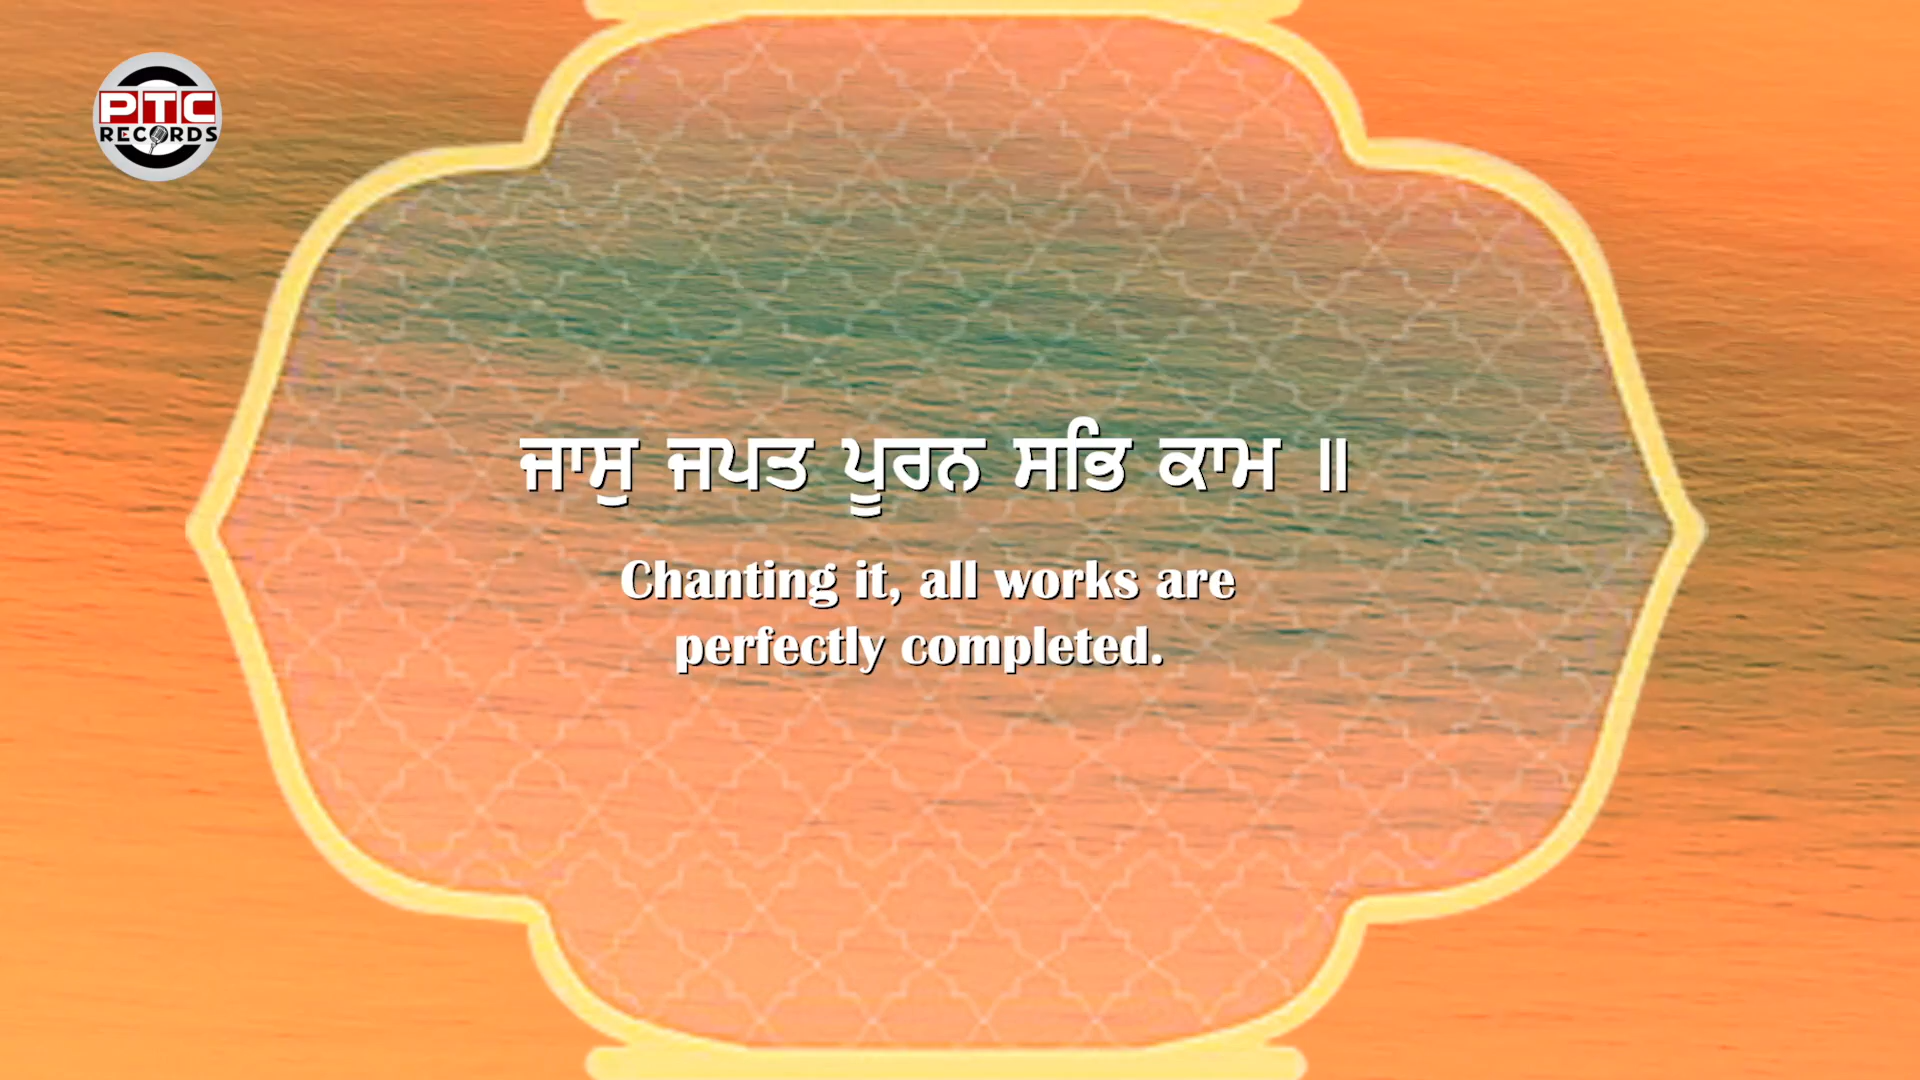 PTC
RECORDS
ਜਾਸੁ ਜਪਤ ਪੂਰਨ ਸਭਿ ਕਾਮ ॥
Chanting it, all works are
perfectly completed.